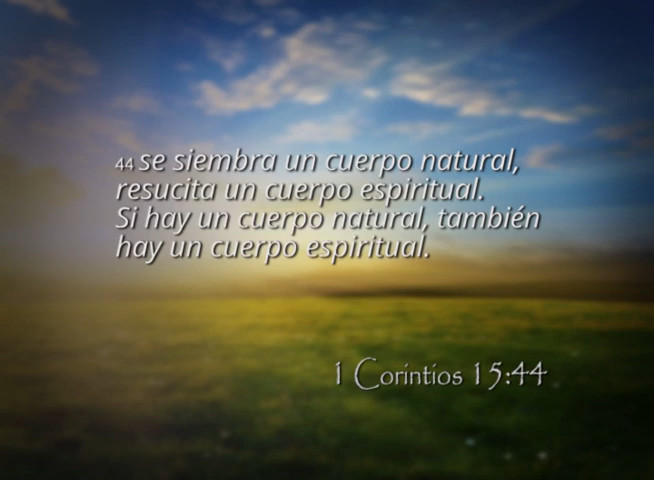 44 se siembra un cuerpo natural,
resucita un cuerpo espiritual.
Si hay un cuerpo natural, también
hay un cuerpo espiritual.
1 Corintios 15:44